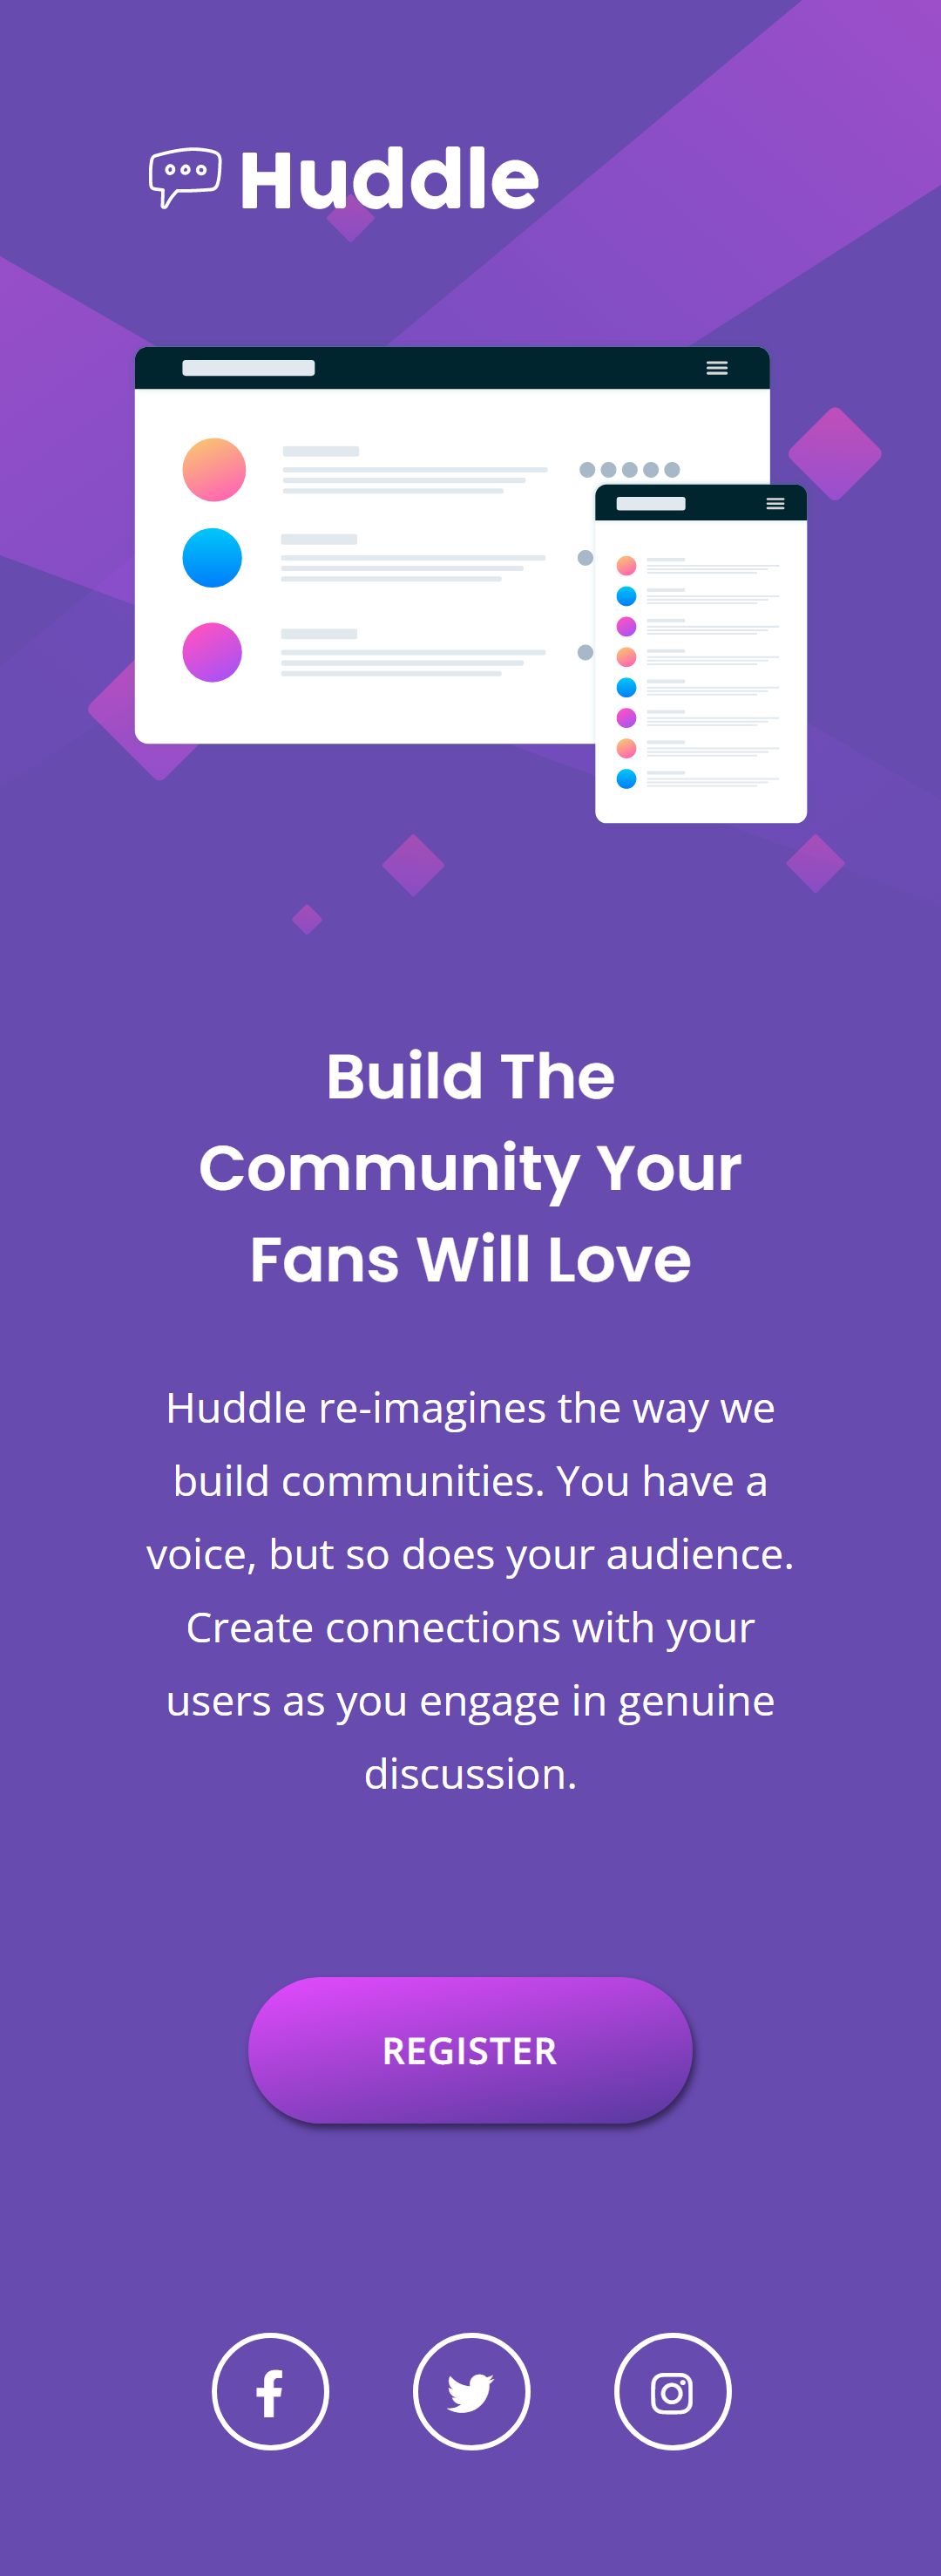 Huddle
Build The
Community Your
Fans Will Love
Huddle re-imagines the way we
build communities. You have a
voice, but so does your audience.
Create connections with your
users as you engage in genuine
discussion.
REGISTER